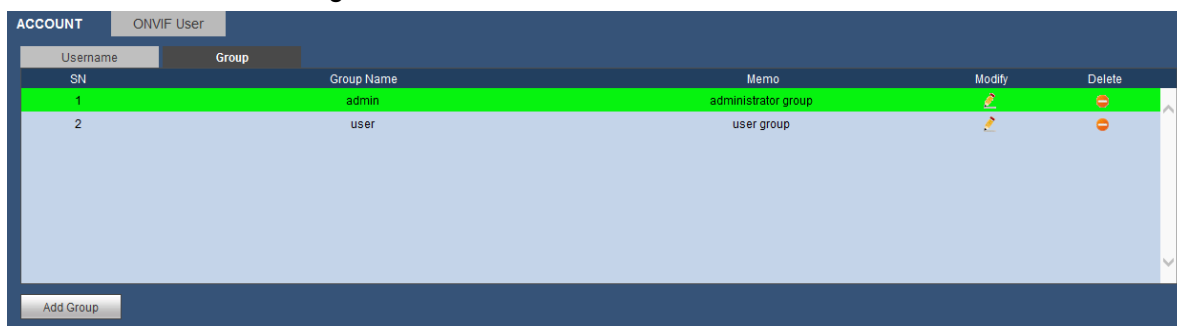 ACCOUNT ONVIF User
Username Group
SN Group Name Memo Modify Delete
1 admin administrator group
2 user user group
Add Group